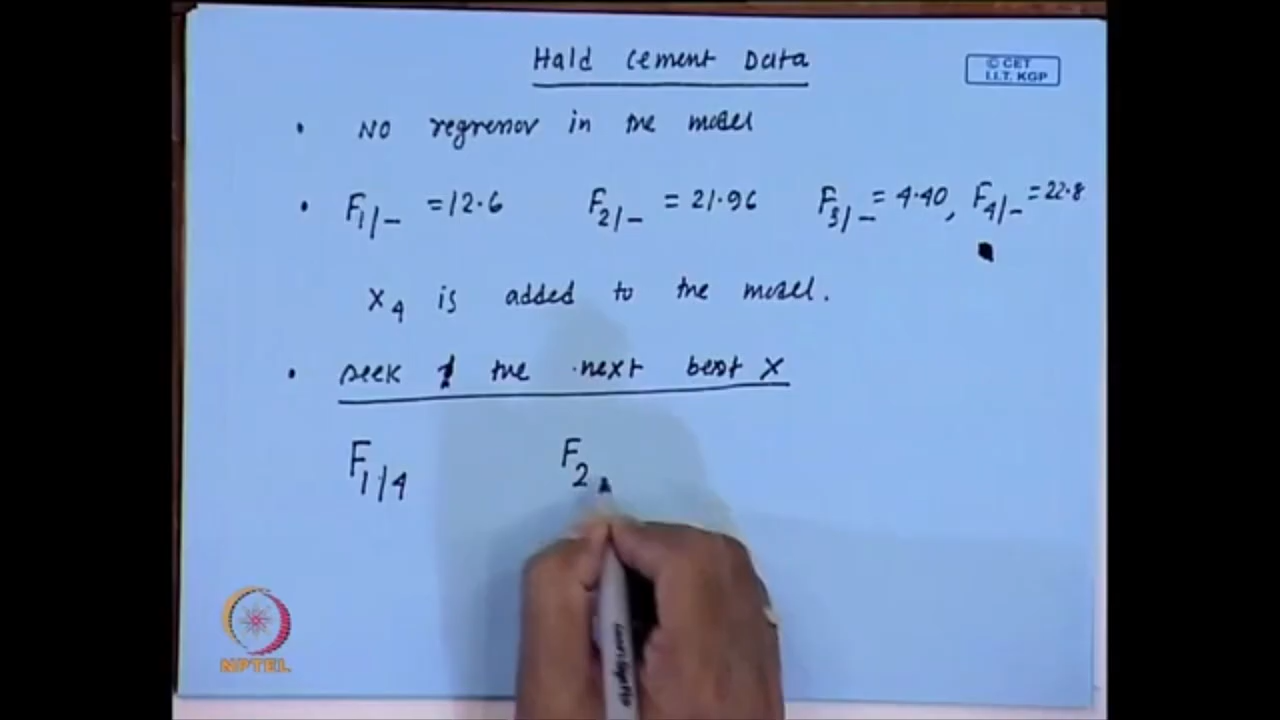 Hald Cement Data
© CET
I.I.T. KGP
• NO regressor in the model
• F1/– = 12.6 F2/– = 21.96 F3/– = 4.40, F4/– = 22.8
X4 is added to the model.
• seek the next best X
F1/4 F2
NPTEL